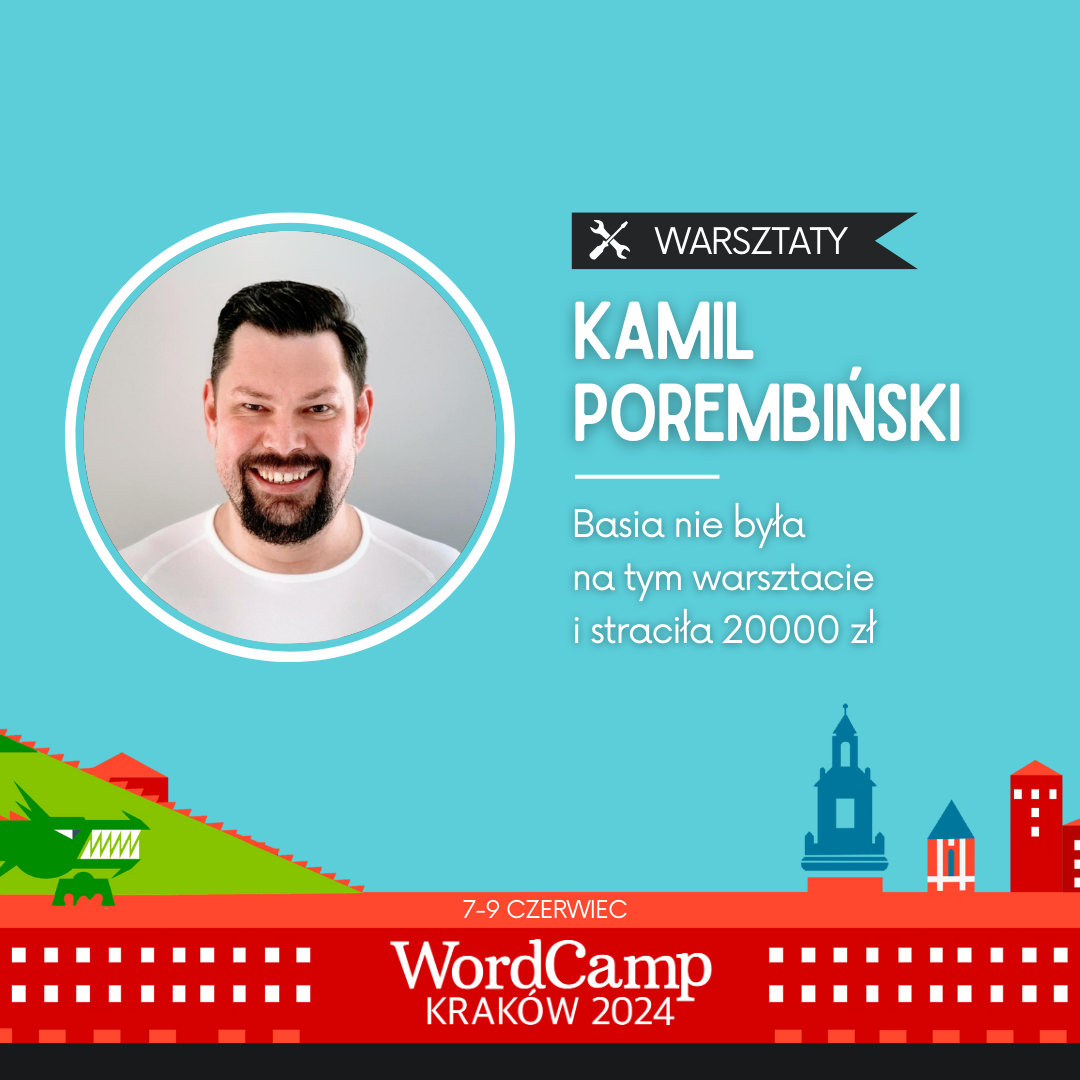 WARSZTATY
KAMIL
POREMBIŃSKI
Basia nie była
na tym warsztacie
i straciła 20000 zł
7-9 CZERWIEC
WordCamp
KRAKÓW 2024